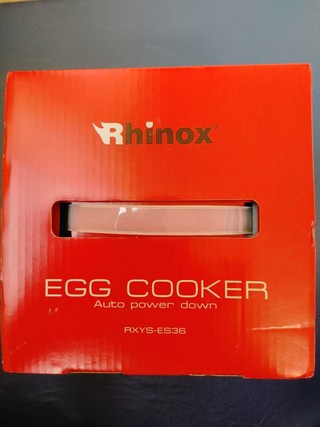 Rhinox
EGG COOKER
Auto power down
RXYS-ES36